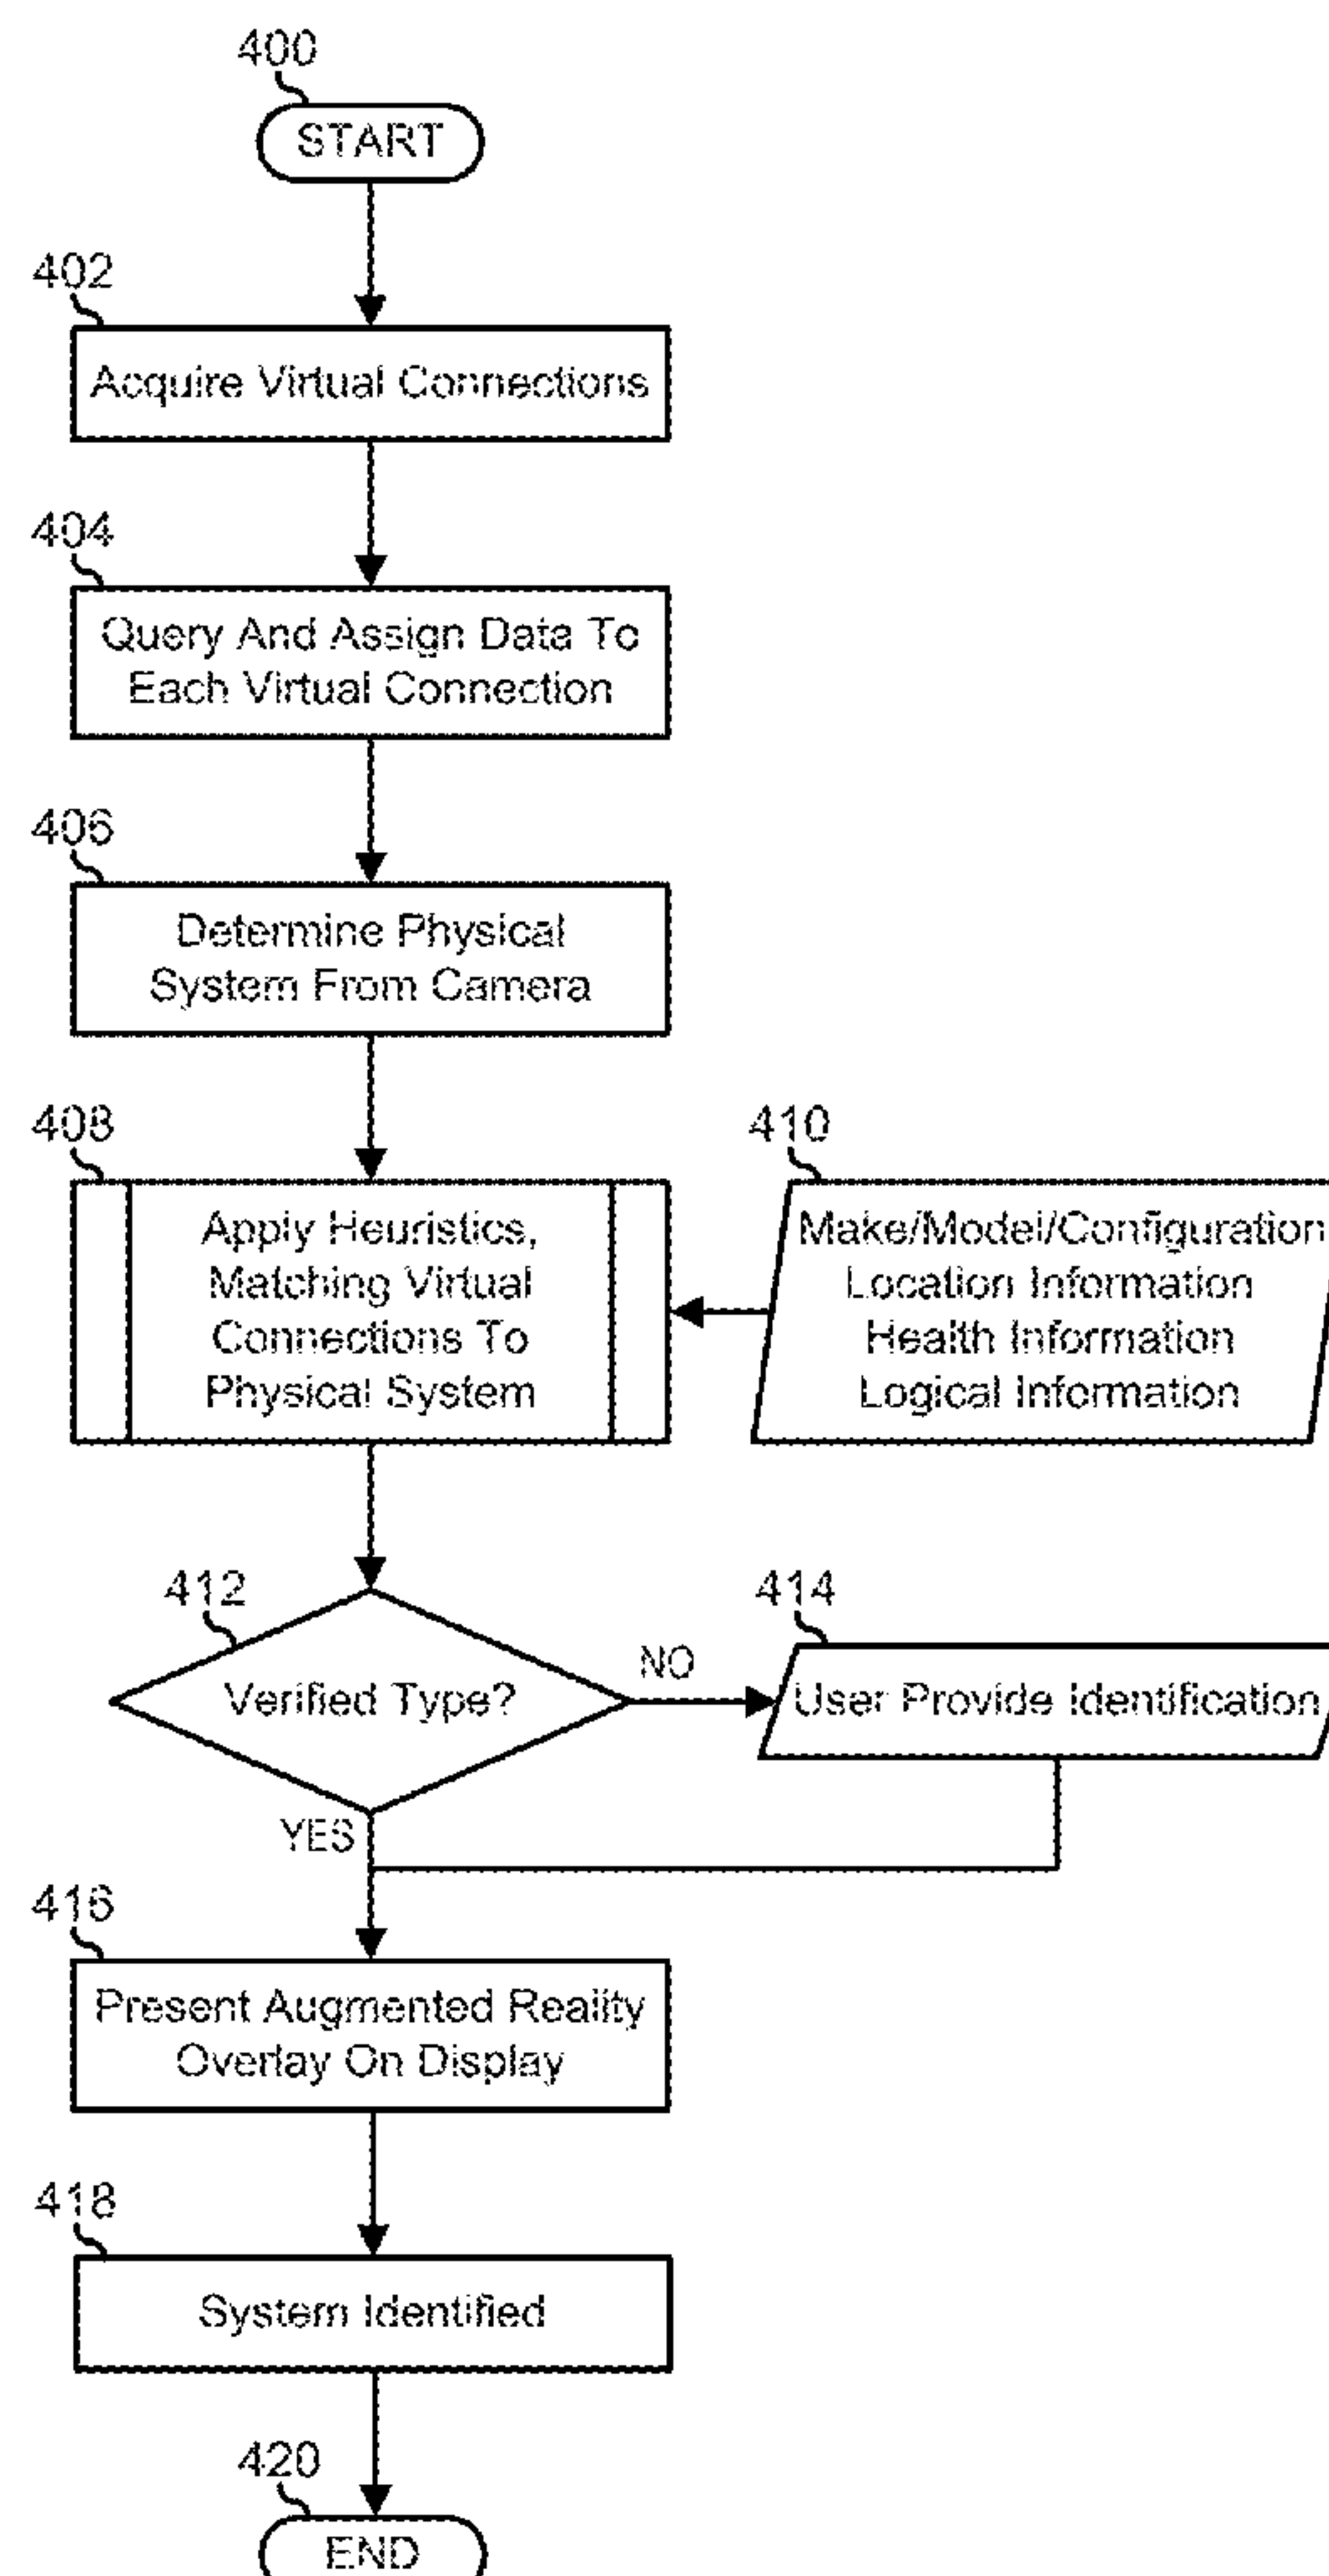 400
START
402
Acquire Virtual Connections
404
Query And Assign Data To
Each Virtual Connection
406
Determine Physical
System From Camera
408
Apply Heuristics,
Matching Virtual
Connections To
Physical System
410
Make/Model/Configuration
Location Information
Health Information
Logical Information
412
Verified Type?
NO
414
User Provide Identification
YES
416
Present Augmented Reality
Overlay On Display
418
System Identified
420
END